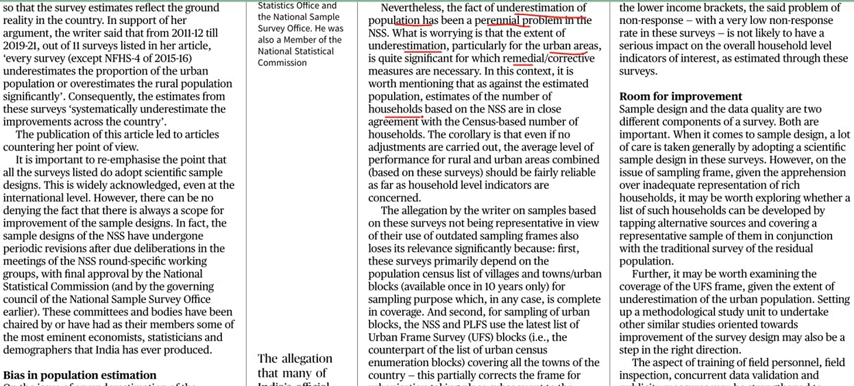 so that the survey estimates reflect the ground
reality in the country. In support of her
argument, the writer said that from 2011-12 till
2019-21, out of 11 surveys listed in her article,
‘every survey (except NFHS-4 of 2015-16)
underestimates the proportion of the urban
population or overestimates the rural population
significantly’. Consequently, the estimates from
these surveys ‘systematically underestimate the
improvements across the country’.
The publication of this article led to articles
countering her point of view.
It is important to re-emphasise the point that
all the surveys listed do adopt scientific sample
designs. This is widely acknowledged, even at the
international level. However, there can be no
denying the fact that there is always a scope for
improvement of the sample designs. In fact, the
sample designs of the NSS have undergone
periodic revisions after due deliberations in the
meetings of the NSS round-specific working
groups, with final approval by the National
Statistical Commission (and by the governing
council of the National Sample Survey Office
earlier). These committees and bodies have been
chaired by or have had as their members some of
the most eminent economists, statisticians and
demographers that India has ever produced.
Bias in population estimation
Statistics Office and
the National Sample
Survey Office. He was
also a Member of the
National Statistical
Commission
The allegation
that many of
India's official
Nevertheless, the fact of underestimation of
population has been a perennial problem in the
NSS. What is worrying is that the extent of
underestimation, particularly for the urban areas,
is quite significant for which remedial/corrective
measures are necessary. In this context, it is
worth mentioning that as against the estimated
population, estimates of the number of
households based on the NSS are in close
agreement with the Census-based number of
households. The corollary is that even if no
adjustments are carried out, the average level of
performance for rural and urban areas combined
(based on these surveys) should be fairly reliable
as far as household level indicators are
concerned.
The allegation by the writer on samples based
on these surveys not being representative in view
of their use of outdated sampling frames also
loses its relevance significantly because: first,
these surveys primarily depend on the
population census list of villages and towns/urban
blocks (available once in 10 years only) for
sampling purpose which, in any case, is complete
in coverage. And second, for sampling of urban
blocks, the NSS and PLFS use the latest list of
Urban Frame Survey (UFS) blocks (i.e., the
counterpart of the list of urban census
enumeration blocks) covering all the towns of the
country – this partially corrects the frame for
the lower income brackets, the said problem of
non-response – with a very low non-response
rate in these surveys – is not likely to have a
serious impact on the overall household level
indicators of interest, as estimated through these
surveys.
Room for improvement
Sample design and the data quality are two
different components of a survey. Both are
important. When it comes to sample design, a lot
of care is taken generally by adopting a scientific
sample design in these surveys. However, on the
issue of sampling frame, given the apprehension
over inadequate representation of rich
households, it may be worth exploring whether a
list of such households can be developed by
tapping alternative sources and covering a
representative sample of them in conjunction
with the traditional survey of the residual
population.
Further, it may be worth examining the
coverage of the UFS frame, given the extent of
underestimation of the urban population. Setting
up a methodological study unit to undertake
other similar studies oriented towards
improvement of the survey design may also be a
step in the right direction.
The aspect of training of field personnel, field
inspection, concurrent data validation and